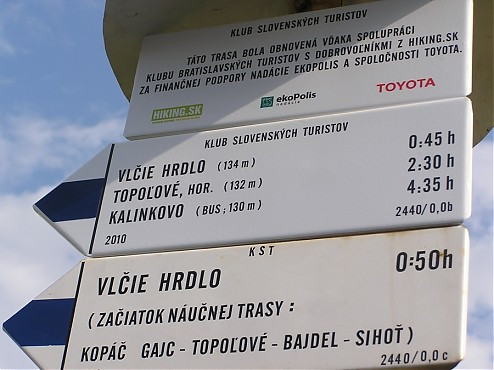 KLUB SLOVENSKÝCH TURISTOV
TÁTO TRASA BOLA OBNOVENÁ VĎAKA SPOLUPRÁCI
KLUBU BRATISLAVSKÝCH TURISTOV S DOBROVOĽNÍKMI Z HIKING.SK
ZA FINANČNEJ PODPORY NADÁCIE EKOPOLIS A SPOLOČNOSTI TOYOTA.
HIKING.SK ekoPolis TOYOTA
nadácia
KLUB SLOVENSKÝCH TURISTOV
VLČIE HRDLO (134 m) 0:45 h
TOPOĽOVÉ, HOR. (132 m) 2:30 h
KALINKOVO (BUS; 130 m) 4:35 h
2010 2440/0,0b
KST
VLČIE HRDLO 0:50h
(ZAČIATOK NÁUČNEJ TRASY :
KOPÁČ GAJC - TOPOĽOVÉ - BAJDEL - SIHOŤ)
2440/0,0c